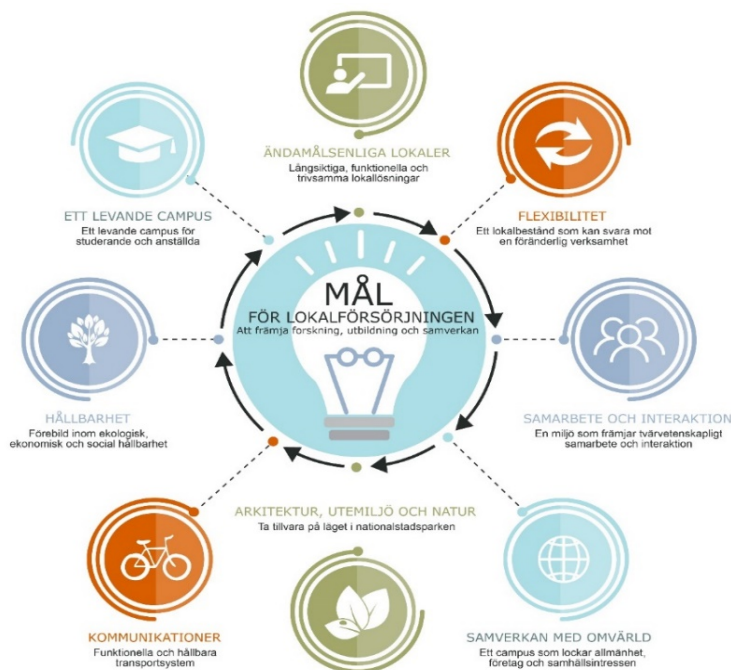 ÄNDAMÅLSENLIGA LOKALER
Långsiktiga, funktionella och
trivsamma lokallösningar
FLEXIBILITET
Ett lokalbestånd som kan svara mot
en föränderlig verksamhet
ETT LEVANDE CAMPUS
Ett levande campus för
studerande och anställda
MÅL
FÖR LOKALFÖRSÖRJNINGEN
Att främja forskning, utbildning och samverkan
HÅLLBARHET
Förebild inom ekologisk,
ekonomisk och social hållbarhet
SAMARBETE OCH INTERAKTION
En miljö som främjar tvärvetenskapligt
samarbete och interaktion
ARKITEKTUR, UTEMILJÖ OCH NATUR
Ta tillvara på läget i nationalstadsparken
KOMMUNIKATIONER
Funktionella och hållbara
transportsystem
SAMVERKAN MED OMVÄRLD
Ett campus som lockar allmänhet,
företag och samhällsintressen